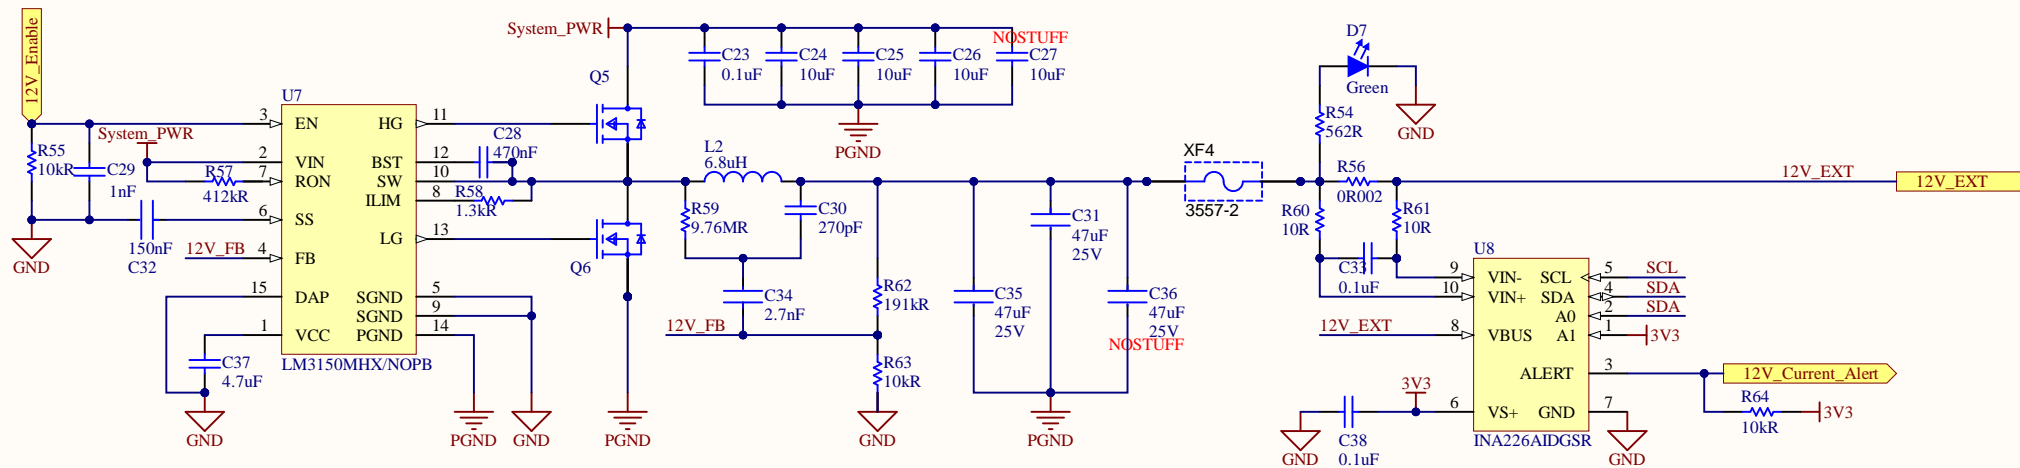 12V_Enable
R55
10kR
C29
1nF
System_PWR
R57
412kR
150nF
C32
GND
12V_FB
U7
3 EN HG 11
2 VIN BST 12
7 RON SW 10
ILIM 8
6 SS
LG 13
4 FB
15 DAP SGND 5
SGND 9
1 VCC PGND 14
LM3150MHX/NOPB
C37
4.7uF
GND
PGND
GND
C28
470nF
R58
1.3kR
System_PWR
Q5
Q6
PGND
C23
0.1uF
C24
10uF
C25
10uF
C26
10uF
NOSTUFF
C27
10uF
PGND
L2
6.8uH
R59
9.76MR
C30
270pF
C34
2.7nF
12V_FB
R62
191kR
R63
10kR
GND
C35
47uF
25V
C31
47uF
25V
C36
47uF
25V
NOSTUFF
PGND
XF4
3557-2
D7
Green
GND
R54
562R
R56
0R002
12V_EXT
12V_EXT
R60
10R
R61
10R
C33
0.1uF
12V_EXT
U8
9 VIN- SCL 5 SCL
10 VIN+ SDA 4 SDA
A0 2 SDA
8 VBUS A1 1 3V3
ALERT 3 12V_Current_Alert
6 VS+ GND 7
INA226AIDGSR
3V3
C38
0.1uF
GND
GND
R64
10kR
3V3